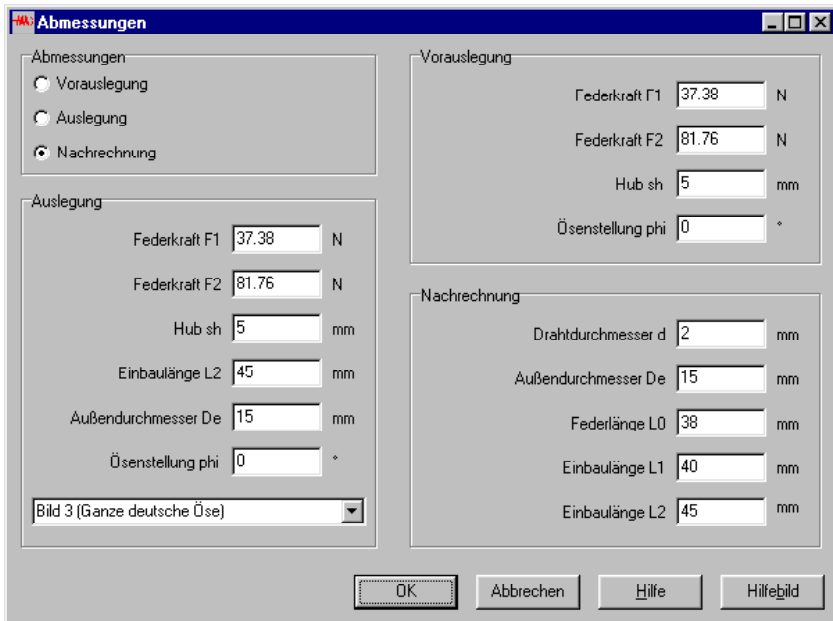 Abmessungen
Abmessungen
Vorauslegung
Auslegung
Nachrechnung
Auslegung
Federkraft F1 37.38 N
Federkraft F2 81.76 N
Hub sh 5 mm
Einbaulänge L2 45 mm
Außendurchmesser De 15 mm
Ösenstellung phi 0 °
Bild 3 (Ganze deutsche Öse)
Vorauslegung
Federkraft F1 37.38 N
Federkraft F2 81.76 N
Hub sh 5 mm
Ösenstellung phi 0 °
Nachrechnung
Drahtdurchmesser d 2 mm
Außendurchmesser De 15 mm
Federlänge L0 38 mm
Einbaulänge L1 40 mm
Einbaulänge L2 45 mm
OK Abbrechen Hilfe Hilfebild